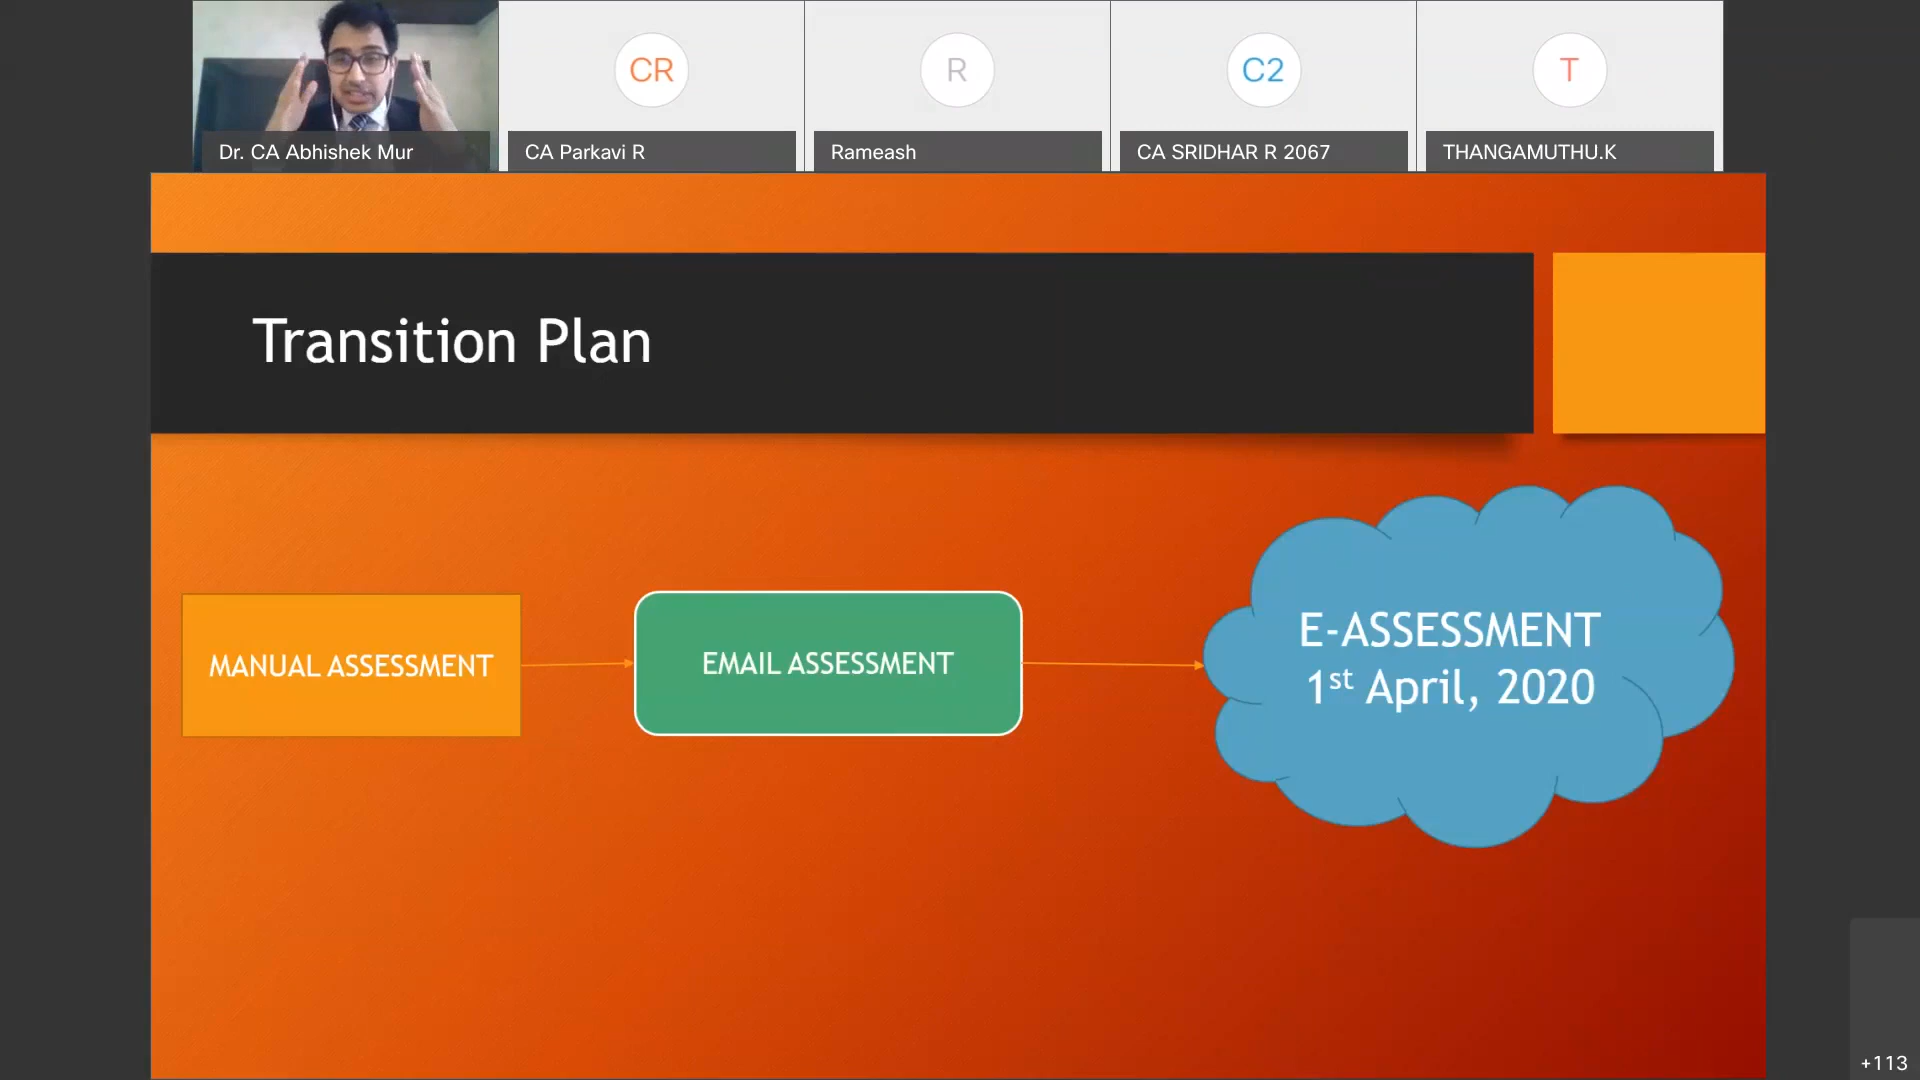 CR
R
C2
T
Dr. CA Abhishek Mur
CA Parkavi R
Rameash
CA SRIDHAR R 2067
THANGAMUTHU.K
Transition Plan
MANUAL ASSESSMENT
EMAIL ASSESSMENT
E-ASSESSMENT
1st April, 2020
+113